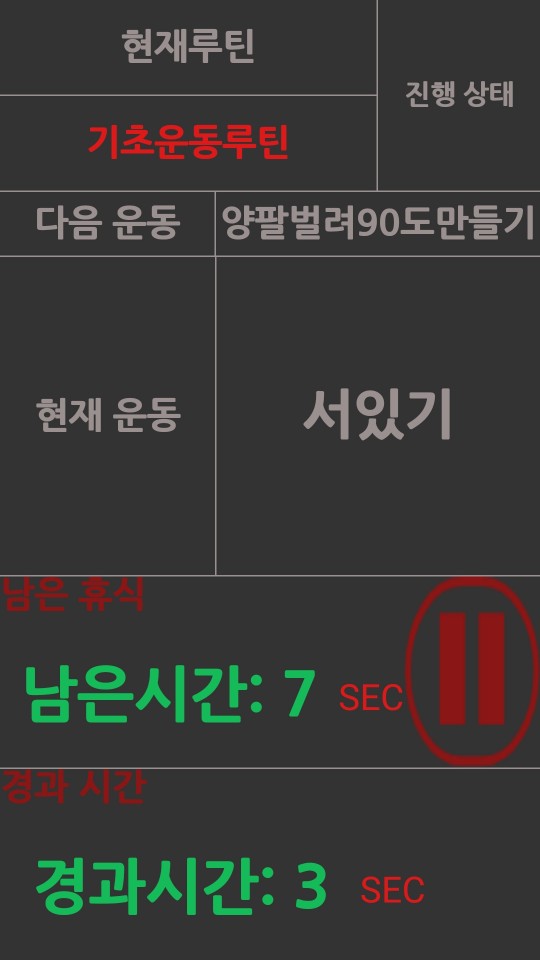 현재루틴
진행 상태
기초운동루틴
다음 운동
양팔벌려90도만들기
현재 운동
서있기
남은 휴식
남은시간: 7 SEC
경과 시간
경과시간: 3 SEC